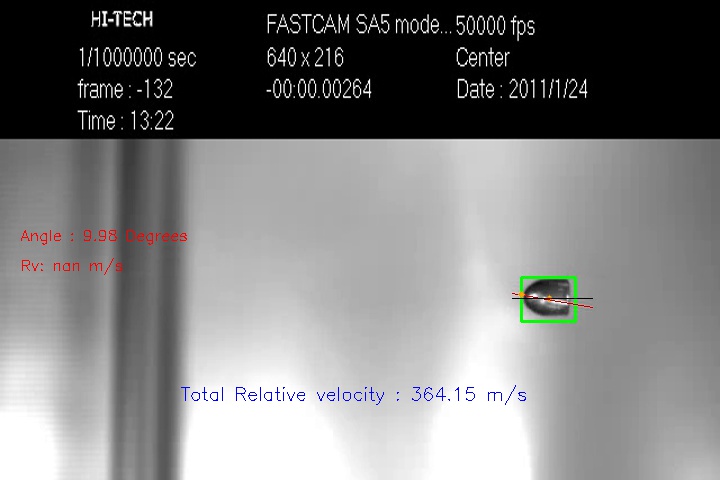 HI-TECH FASTCAM SA5 mode... 50000 fps
1/1000000 sec 640 x 216 Center
frame : -132 -00:00.00264 Date : 2011/1/24
Time : 13:22
Angle : 9.98 Degrees
Rv: nan m/s
Total Relative velocity : 364.15 m/s